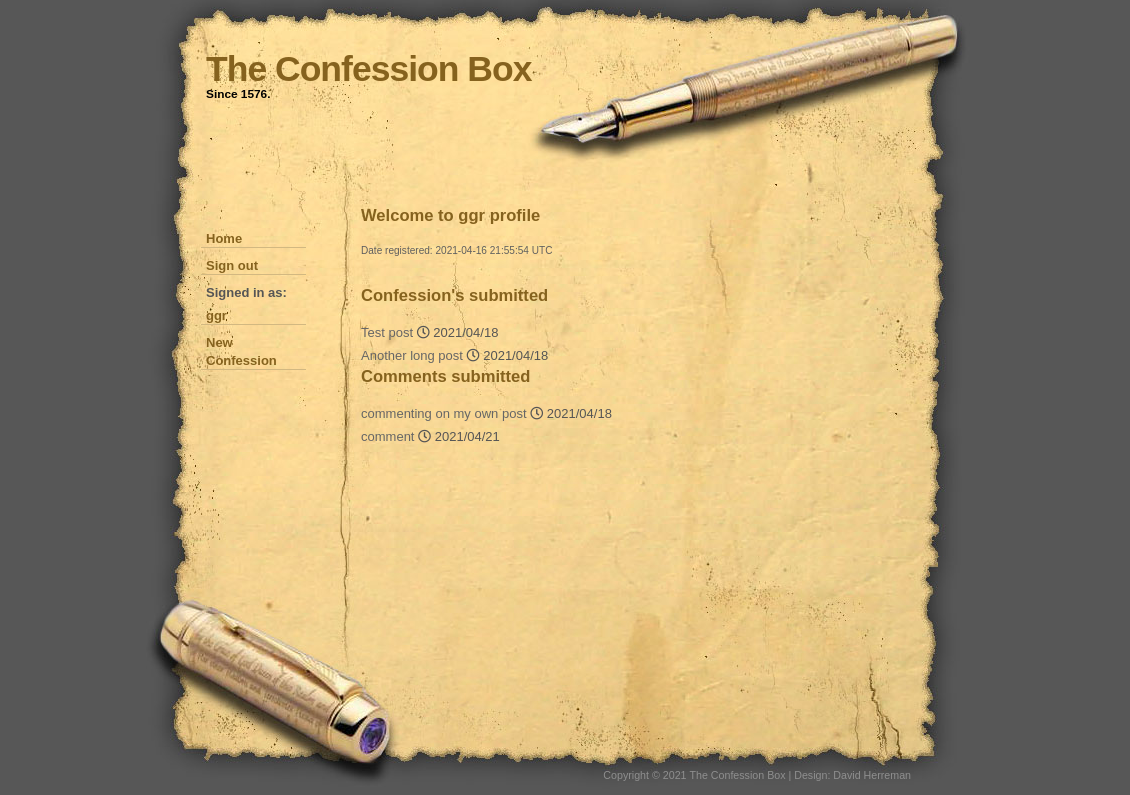 The Confession Box
Since 1576.
Home
Sign out
Signed in as:
ggr
New
Confession
Welcome to ggr profile
Date registered: 2021-04-16 21:55:54 UTC
Confession's submitted
Test post 2021/04/18
Another long post 2021/04/18
Comments submitted
commenting on my own post 2021/04/18
comment 2021/04/21
Copyright © 2021 The Confession Box | Design: David Herreman